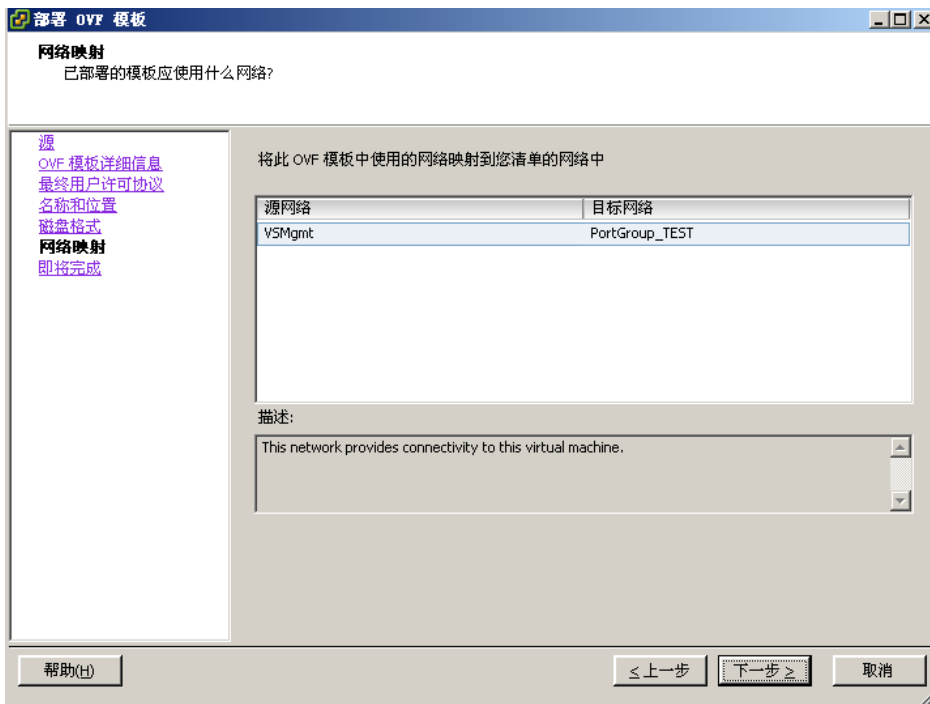 部署 OVF 模板
网络映射
已部署的模板应使用什么网络?
源
OVF 模板详细信息
最终用户许可协议
名称和位置
磁盘格式
网络映射
即将完成
将此 OVF 模板中使用的网络映射到您清单的网络中
源网络 目标网络
VSMgmt PortGroup_TEST
描述:
This network provides connectivity to this virtual machine.
帮助(H) ≤上一步 下一步≥ 取消